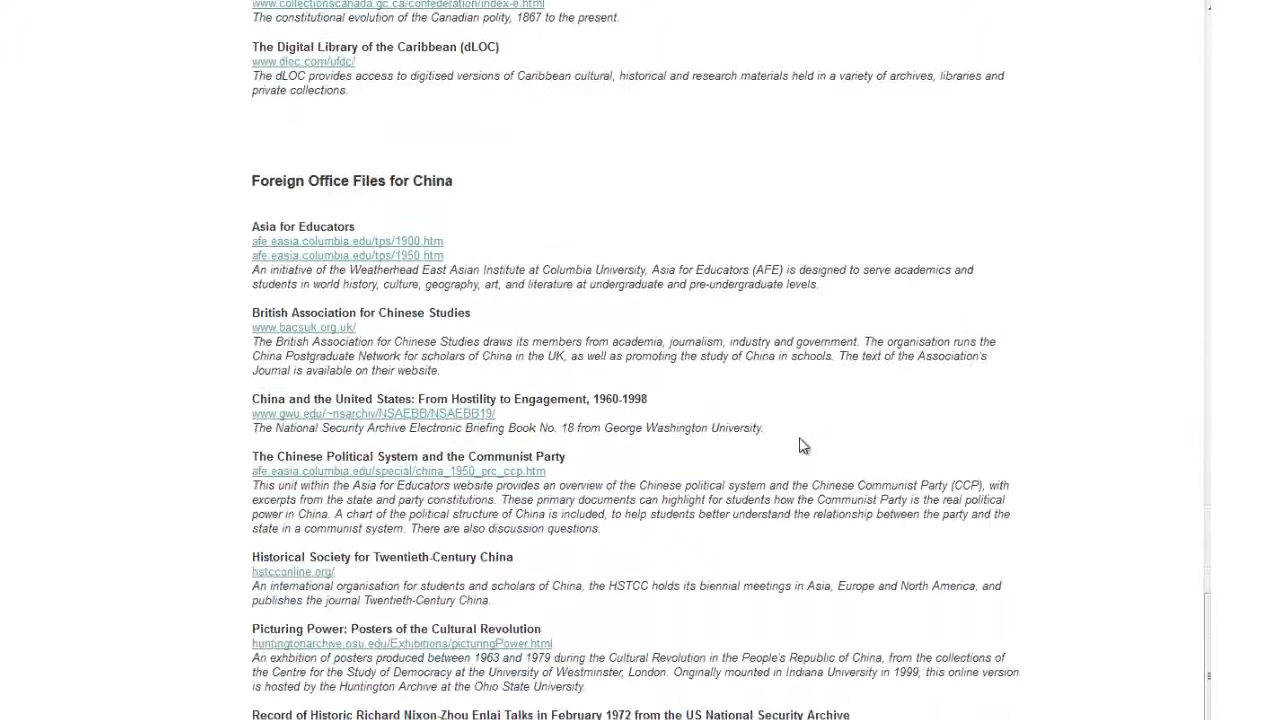 www.collectionscanada.gc.ca/confederation/index-e.html
The constitutional evolution of the Canadian polity, 1867 to the present.
The Digital Library of the Caribbean (dLOC)
www.dloc.com/ufdc/
The dLOC provides access to digitised versions of Caribbean cultural, historical and research materials held in a variety of archives, libraries and
private collections.
Foreign Office Files for China
Asia for Educators
afe.easia.columbia.edu/tps/1900.htm
afe.easia.columbia.edu/tps/1950.htm
An initiative of the Weatherhead East Asian Institute at Columbia University, Asia for Educators (AFE) is designed to serve academics and
students in world history, culture, geography, art, and literature at undergraduate and pre-undergraduate levels.
British Association for Chinese Studies
www.bacsuk.org.uk/
The British Association for Chinese Studies draws its members from academia, journalism, industry and government. The organisation runs the
China Postgraduate Network for scholars of China in the UK, as well as promoting the study of China in schools. The text of the Association's
Journal is available on their website.
China and the United States: From Hostility to Engagement, 1960-1998
www.gwu.edu/~nsarchiv/NSAEBB/NSAEBB19/
The National Security Archive Electronic Briefing Book No. 18 from George Washington University.
The Chinese Political System and the Communist Party
afe.easia.columbia.edu/special/china_1950_prc_ccp.htm
This unit within the Asia for Educators website provides an overview of the Chinese political system and the Chinese Communist Party (CCP), with
excerpts from the state and party constitutions. These primary documents can highlight for students how the Communist Party is the real political
power in China. A chart of the political structure of China is included, to help students better understand the relationship between the party and the
state in a communist system. There are also discussion questions.
Historical Society for Twentieth-Century China
hstcconline.org/
An international organisation for students and scholars of China, the HSTCC holds its biennial meetings in Asia, Europe and North America, and
publishes the journal Twentieth-Century China.
Picturing Power: Posters of the Cultural Revolution
huntingtonarchive.osu.edu/Exhibitions/picturingPower.html
An exhbition of posters produced between 1963 and 1979 during the Cultural Revolution in the People's Republic of China, from the collections of
the Centre for the Study of Democracy at the University of Westminster, London. Originally mounted in Indiana University in 1999, this online version
is hosted by the Huntington Archive at the Ohio State University.
Record of Historic Richard Nixon-Zhou Enlai Talks in February 1972 from the US National Security Archive